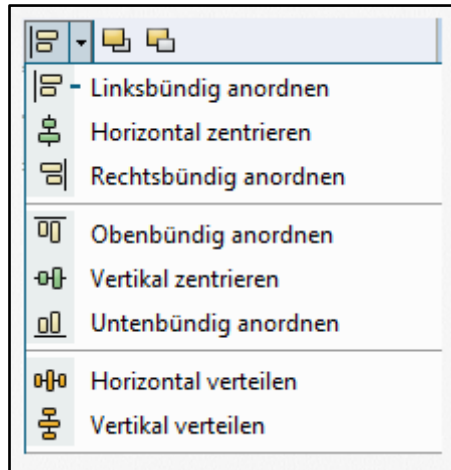 Linksbündig anordnen
Horizontal zentrieren
Rechtsbündig anordnen
Obenbündig anordnen
Vertikal zentrieren
Untenbündig anordnen
Horizontal verteilen
Vertikal verteilen